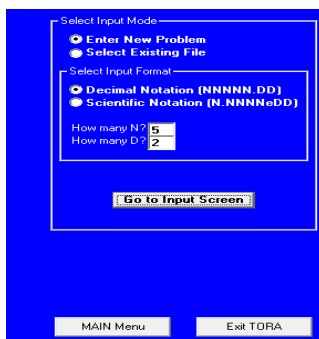 Select Input Mode
Enter New Problem
Select Existing File
Select Input Format
Decimal Notation (NNNNN.DD)
Scientific Notation (N.NNNNeDD)
How many N? 5
How many D? 2
Go to Input Screen
MAIN Menu Exit TORA